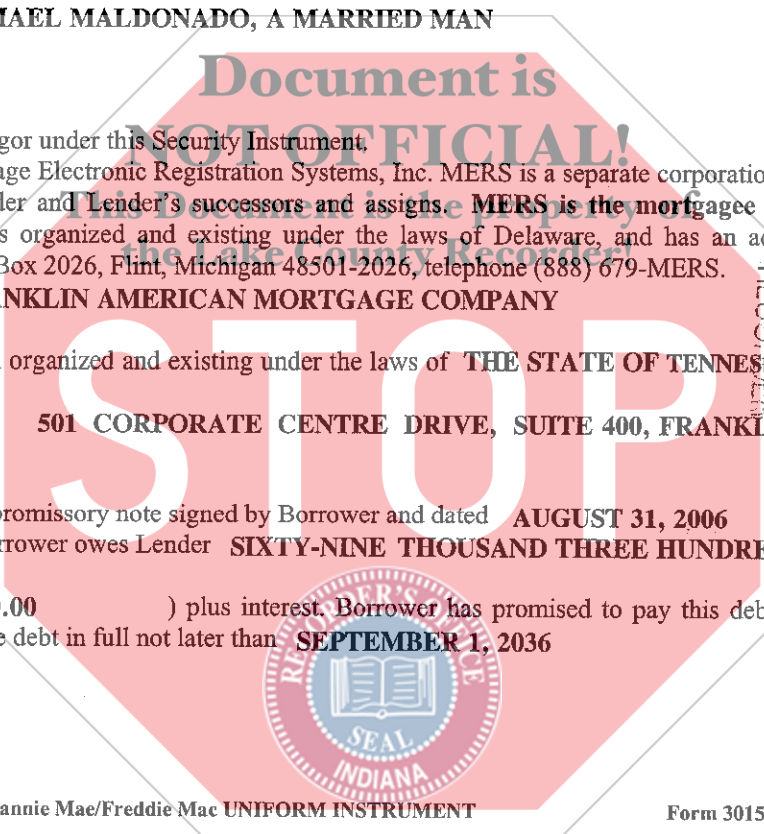 MAEL MALDONADO, A MARRIED MAN
Document is
gor under this Security Instrument.
NOT OFFICIAL!
age Electronic Registration Systems, Inc. MERS is a separate corporatio
This Document is the property
der and Lender's successors and assigns. MERS is the mortgagee
s organized and existing under the laws of Delaware, and has an ad
the Lake County Recorder!
Box 2026, Flint, Michigan 48501-2026, telephone (888) 679-MERS.
NKLIN AMERICAN MORTGAGE COMPANY
organized and existing under the laws of THE STATE OF TENNES
501 CORPORATE CENTRE DRIVE, SUITE 400, FRANKL
STOP
promissory note signed by Borrower and dated AUGUST 31, 2006
rrower owes Lender SIXTY-NINE THOUSAND THREE HUNDRE
.00 ) plus interest. Borrower has promised to pay this deb
e debt in full not later than SEPTEMBER 1, 2036
RECORDER'S OFFICE
SEAL
INDIANA
annie Mae/Freddie Mac UNIFORM INSTRUMENT Form 3015